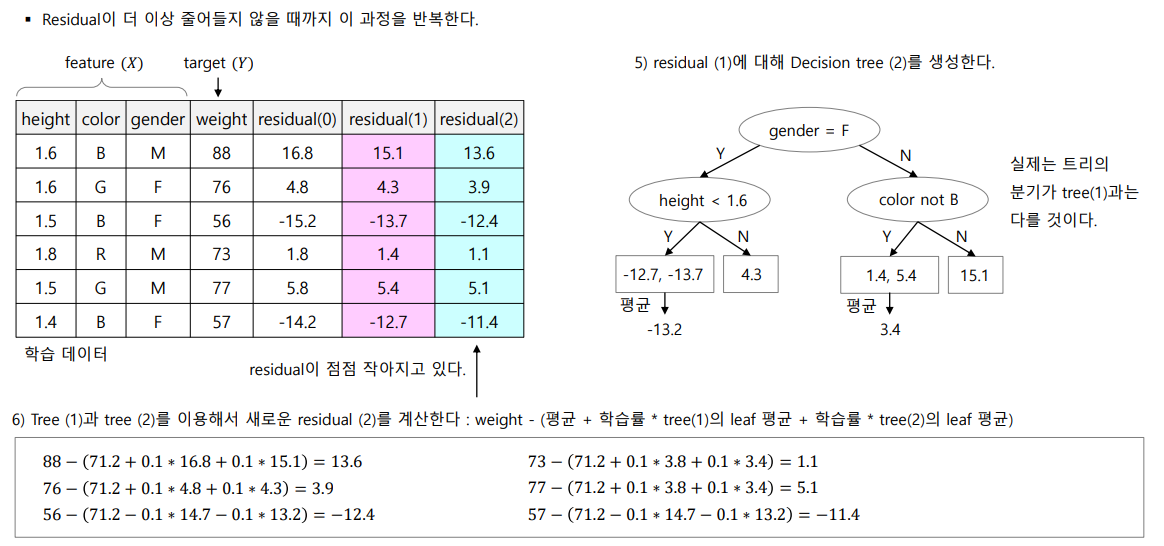 ▪ Residual이 더 이상 줄어들지 않을 때까지 이 과정을 반복한다.
feature (𝑋) target (𝑌)
height color gender weight residual(0) residual(1) residual(2)
1.6 B M 88 16.8 15.1 13.6
1.6 G F 76 4.8 4.3 3.9
1.5 B F 56 -15.2 -13.7 -12.4
1.8 R M 73 1.8 1.4 1.1
1.5 G M 77 5.8 5.4 5.1
1.4 B F 57 -14.2 -12.7 -11.4
학습 데이터
residual이 점점 작아지고 있다.
5) residual (1)에 대해 Decision tree (2)를 생성한다.
gender = F
Y N
height < 1.6 color not B
Y N Y N
-12.7, -13.7 4.3 1.4, 5.4 15.1
평균 평균
-13.2 3.4
실제는 트리의
분기가 tree(1)과는
다를 것이다.
6) Tree (1)과 tree (2)를 이용해서 새로운 residual (2)를 계산한다 : weight - (평균 + 학습률 * tree(1)의 leaf 평균 + 학습률 * tree(2)의 leaf 평균)
88 − (71.2 + 0.1 ∗ 16.8 + 0.1 ∗ 15.1) = 13.6
76 − (71.2 + 0.1 ∗ 4.8 + 0.1 ∗ 4.3) = 3.9
56 − (71.2 − 0.1 ∗ 14.7 − 0.1 ∗ 13.2) = −12.4
73 − (71.2 + 0.1 ∗ 3.8 + 0.1 ∗ 3.4) = 1.1
77 − (71.2 + 0.1 ∗ 3.8 + 0.1 ∗ 3.4) = 5.1
57 − (71.2 − 0.1 ∗ 14.7 − 0.1 ∗ 13.2) = −11.4